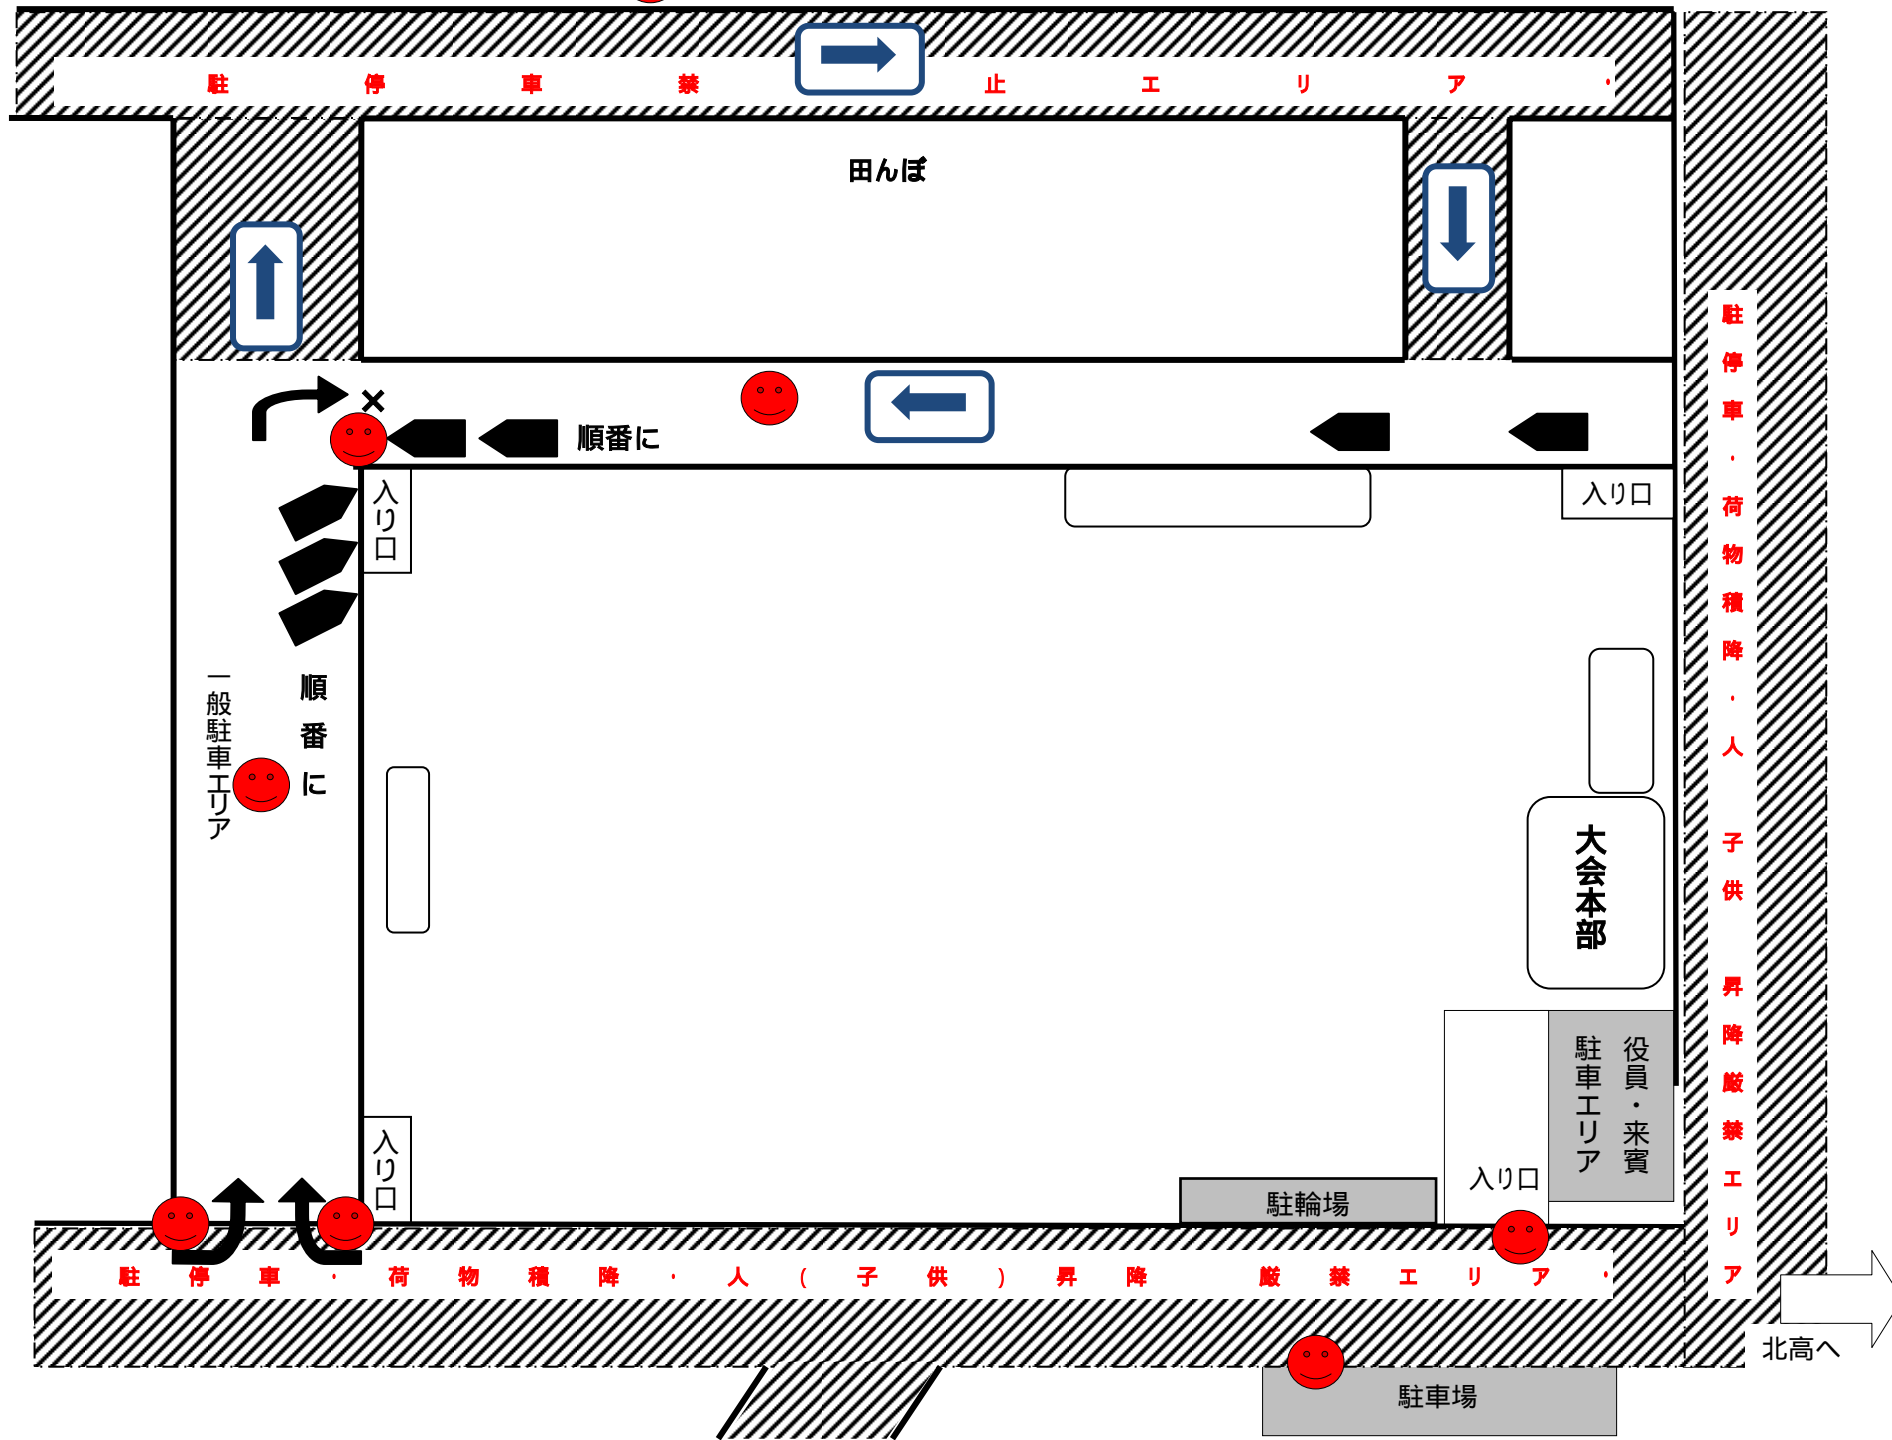 駐停車禁止エリア・
田んぼ
×
順番に
入り口
入り口
順番に
一般駐車エリア
大会本部
役員・来賓
駐車エリア
入り口
入り口
駐輪場
駐停車・荷物積降・人 子供 昇降厳禁エリア
駐停車・荷物積降・人(子供)昇降 厳禁エリア・
北高へ
駐車場